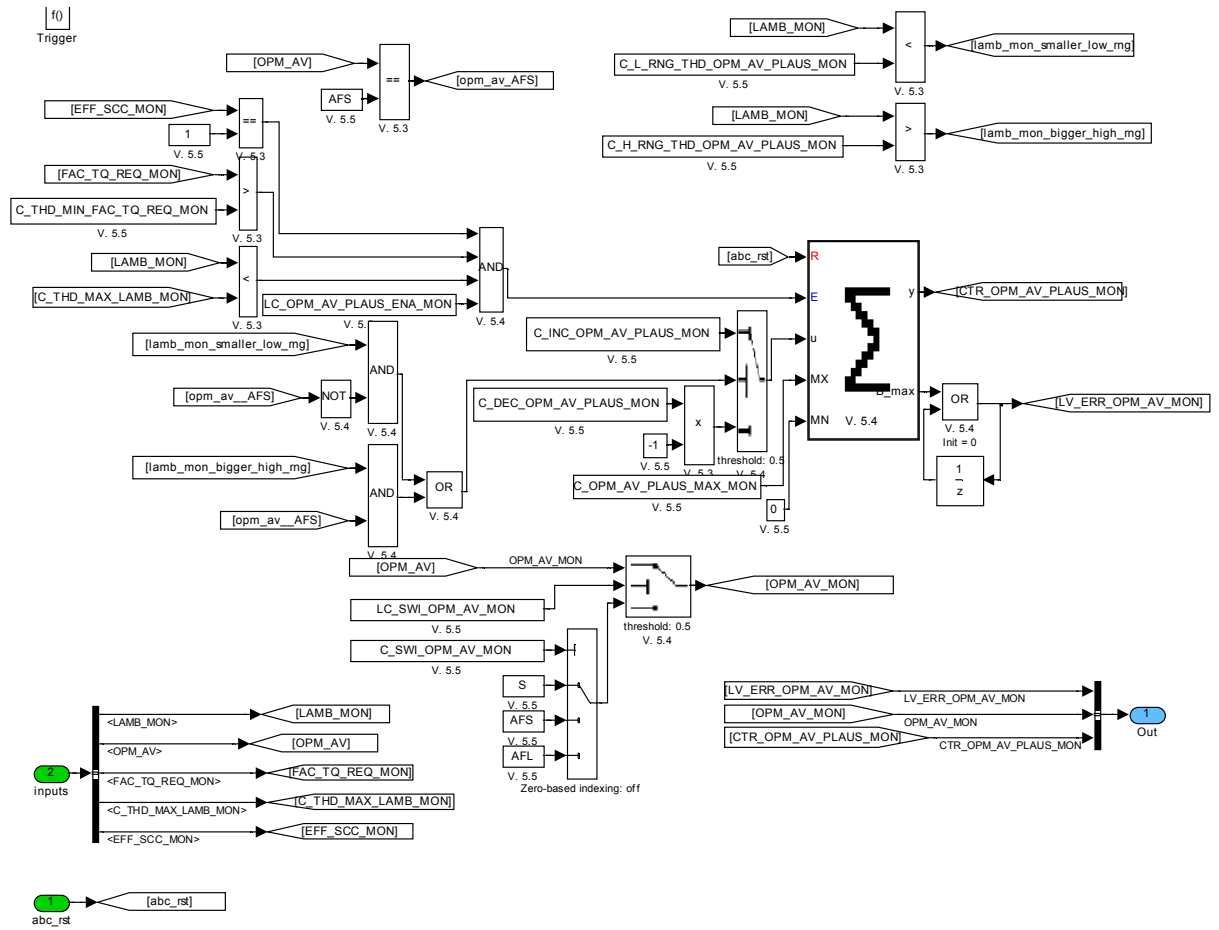 f()
Trigger
[OPM_AV]
AFS
V. 5.5
==
V. 5.3
[opm_av_AFS]
[LAMB_MON]
C_L_RNG_THD_OPM_AV_PLAUS_MON
V. 5.5
<
V. 5.3
[lamb_mon_smaller_low_rng]
[LAMB_MON]
C_H_RNG_THD_OPM_AV_PLAUS_MON
V. 5.5
>
V. 5.3
[lamb_mon_bigger_high_rng]
[EFF_SCC_MON]
1
V. 5.5
==
V. 5.3
[FAC_TQ_REQ_MON]
C_THD_MIN_FAC_TQ_REQ_MON
V. 5.5
>
V. 5.3
[LAMB_MON]
[C_THD_MAX_LAMB_MON]
<
V. 5.3
LC_OPM_AV_PLAUS_ENA_MON
AND
V. 5.4
[lamb_mon_smaller_low_rng]
[opm_av__AFS]
NOT
V. 5.4
AND
V. 5.4
[lamb_mon_bigger_high_rng]
[opm_av__AFS]
AND
V. 5.4
OR
V. 5.4
[abc_rst]
C_INC_OPM_AV_PLAUS_MON
V. 5.5
C_DEC_OPM_AV_PLAUS_MON
V. 5.5
-1
V. 5.5
x
V. 5.3
threshold: 0.5
V. 5.4
C_OPM_AV_PLAUS_MAX_MON
V. 5.5
0
V. 5.5
R
E
u
MX
MN
y
B_max
V. 5.4
[CTR_OPM_AV_PLAUS_MON]
OR
V. 5.4
Init = 0
1
z
[LV_ERR_OPM_AV_MON]
[OPM_AV]
OPM_AV_MON
LC_SWI_OPM_AV_MON
V. 5.5
threshold: 0.5
V. 5.4
[OPM_AV_MON]
C_SWI_OPM_AV_MON
V. 5.5
S
V. 5.5
AFS
V. 5.5
AFL
V. 5.5
Zero-based indexing: off
2
inputs
<LAMB_MON>
[LAMB_MON]
<OPM_AV>
[OPM_AV]
<FAC_TQ_REQ_MON>
[FAC_TQ_REQ_MON]
<C_THD_MAX_LAMB_MON>
[C_THD_MAX_LAMB_MON]
<EFF_SCC_MON>
[EFF_SCC_MON]
[LV_ERR_OPM_AV_MON]
LV_ERR_OPM_AV_MON
[OPM_AV_MON]
OPM_AV_MON
[CTR_OPM_AV_PLAUS_MON]
CTR_OPM_AV_PLAUS_MON
1
Out
1
abc_rst
[abc_rst]